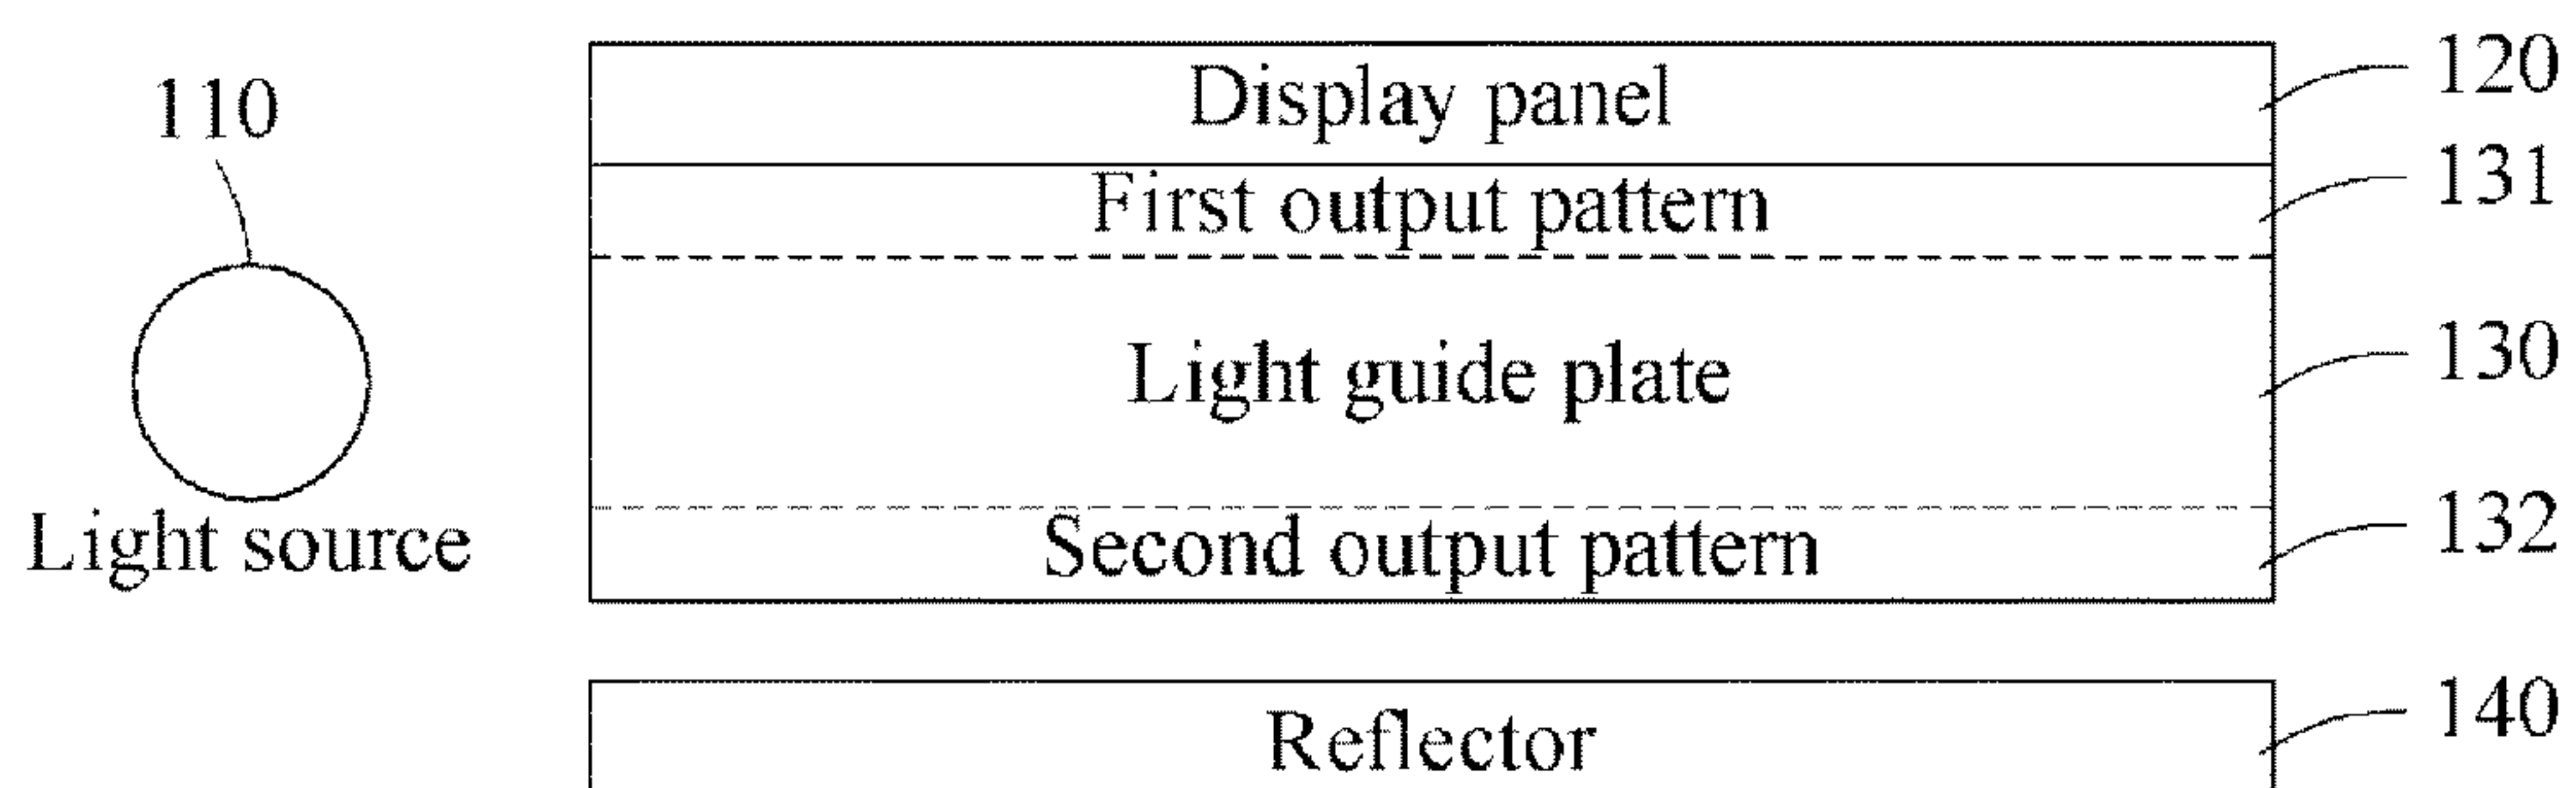 110
Light source
Display panel
120
First output pattern
131
Light guide plate
130
Second output pattern
132
Reflector
140